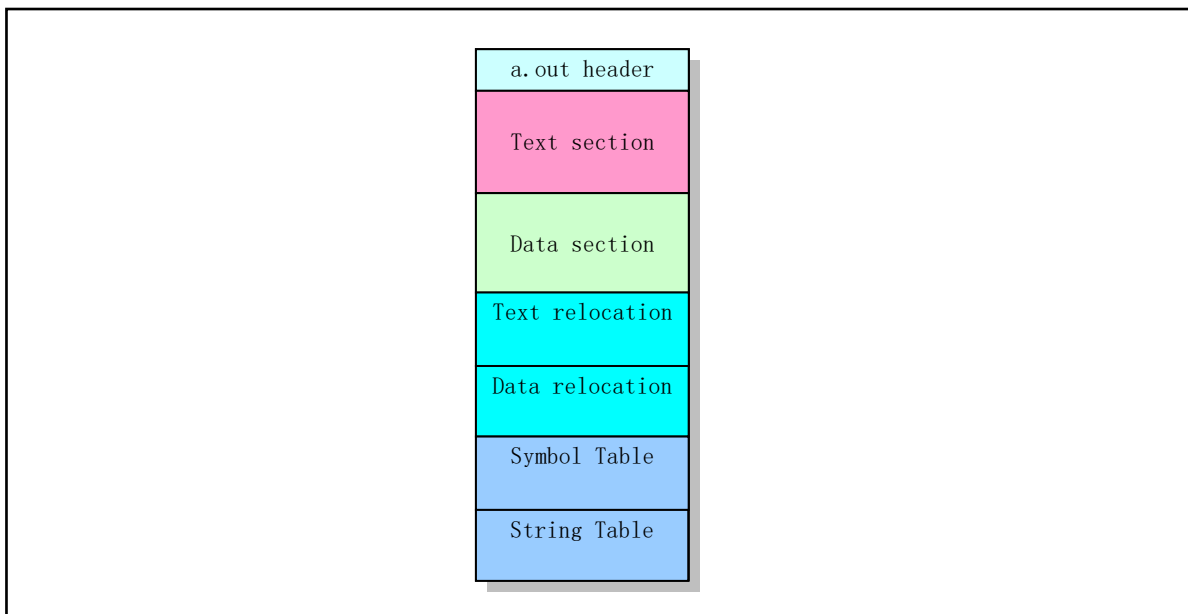 a.out header
Text section
Data section
Text relocation
Data relocation
Symbol Table
String Table